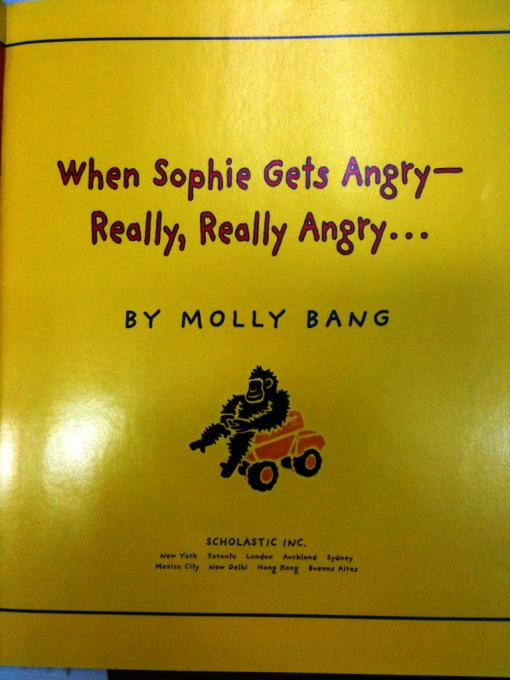 When Sophie Gets Angry—
Really, Really Angry...
BY MOLLY BANG
SCHOLASTIC INC.
New York Toronto London Auckland Sydney
Mexico City New Delhi Hong Kong Buenos Aires